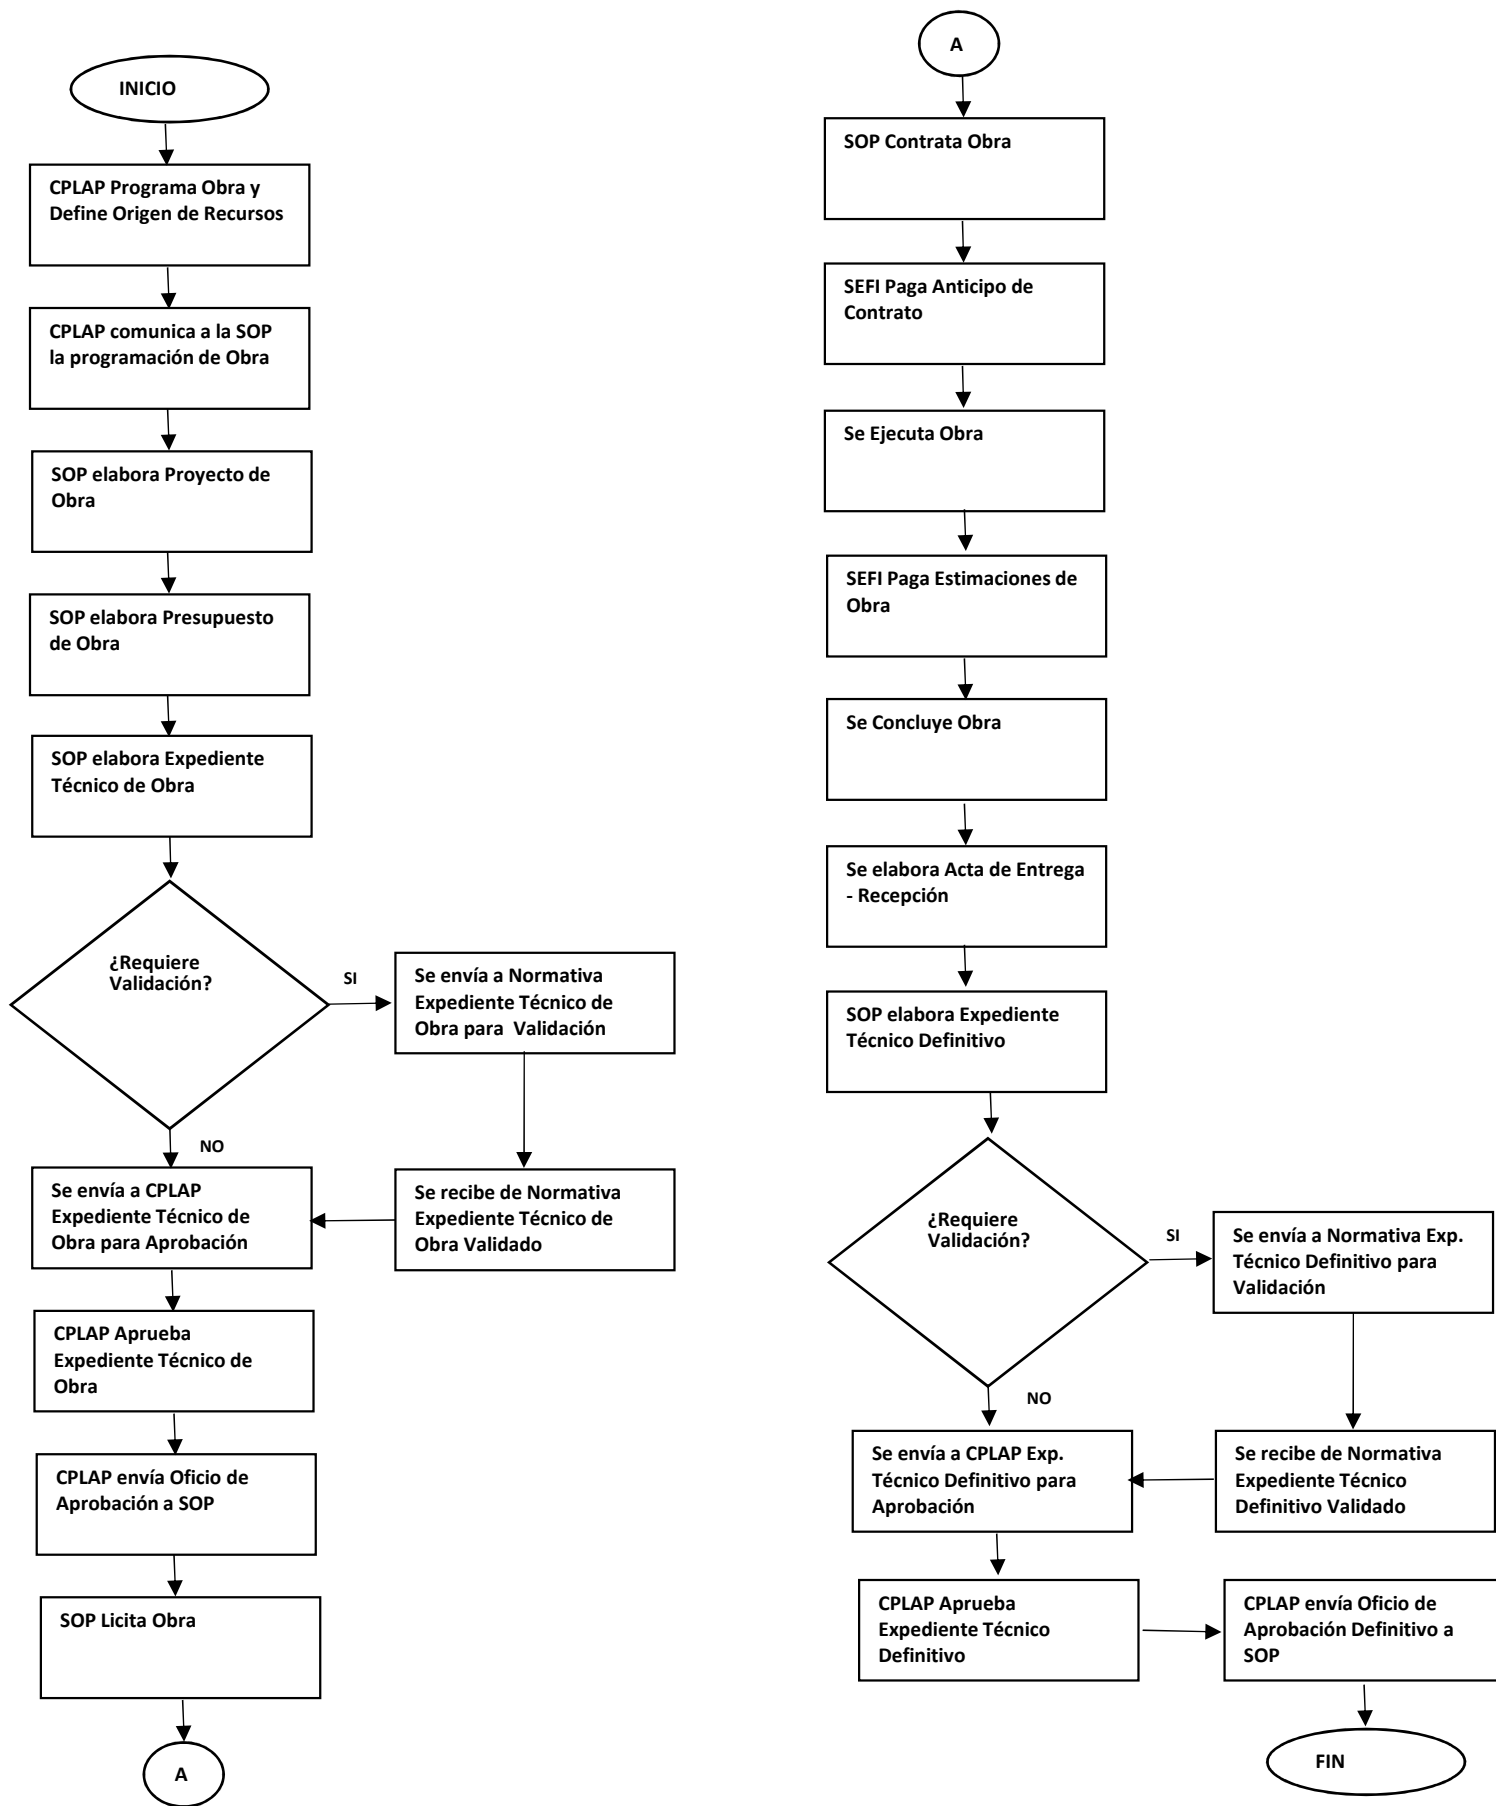 INICIO
CPLAP Programa Obra y
Define Origen de Recursos
CPLAP comunica a la SOP
la programación de Obra
SOP elabora Proyecto de
Obra
SOP elabora Presupuesto
de Obra
SOP elabora Expediente
Técnico de Obra
¿Requiere
Validación?
SI
Se envía a Normativa
Expediente Técnico de
Obra para  Validación
NO
Se envía a CPLAP
Expediente Técnico de
Obra para Aprobación
Se recibe de Normativa
Expediente Técnico de
Obra Validado
CPLAP Aprueba
Expediente Técnico de
Obra
CPLAP envía Oficio de
Aprobación a SOP
SOP Licita Obra
A
A
SOP Contrata Obra
SEFI Paga Anticipo de
Contrato
Se Ejecuta Obra
SEFI Paga Estimaciones de
Obra
Se Concluye Obra
Se elabora Acta de Entrega
- Recepción
SOP elabora Expediente
Técnico Definitivo
¿Requiere
Validación?
SI
Se envía a Normativa Exp.
Técnico Definitivo para
Validación
NO
Se envía a CPLAP Exp.
Técnico Definitivo para
Aprobación
Se recibe de Normativa
Expediente Técnico
Definitivo Validado
CPLAP Aprueba
Expediente Técnico
Definitivo
CPLAP envía Oficio de
Aprobación Definitivo a
SOP
FIN